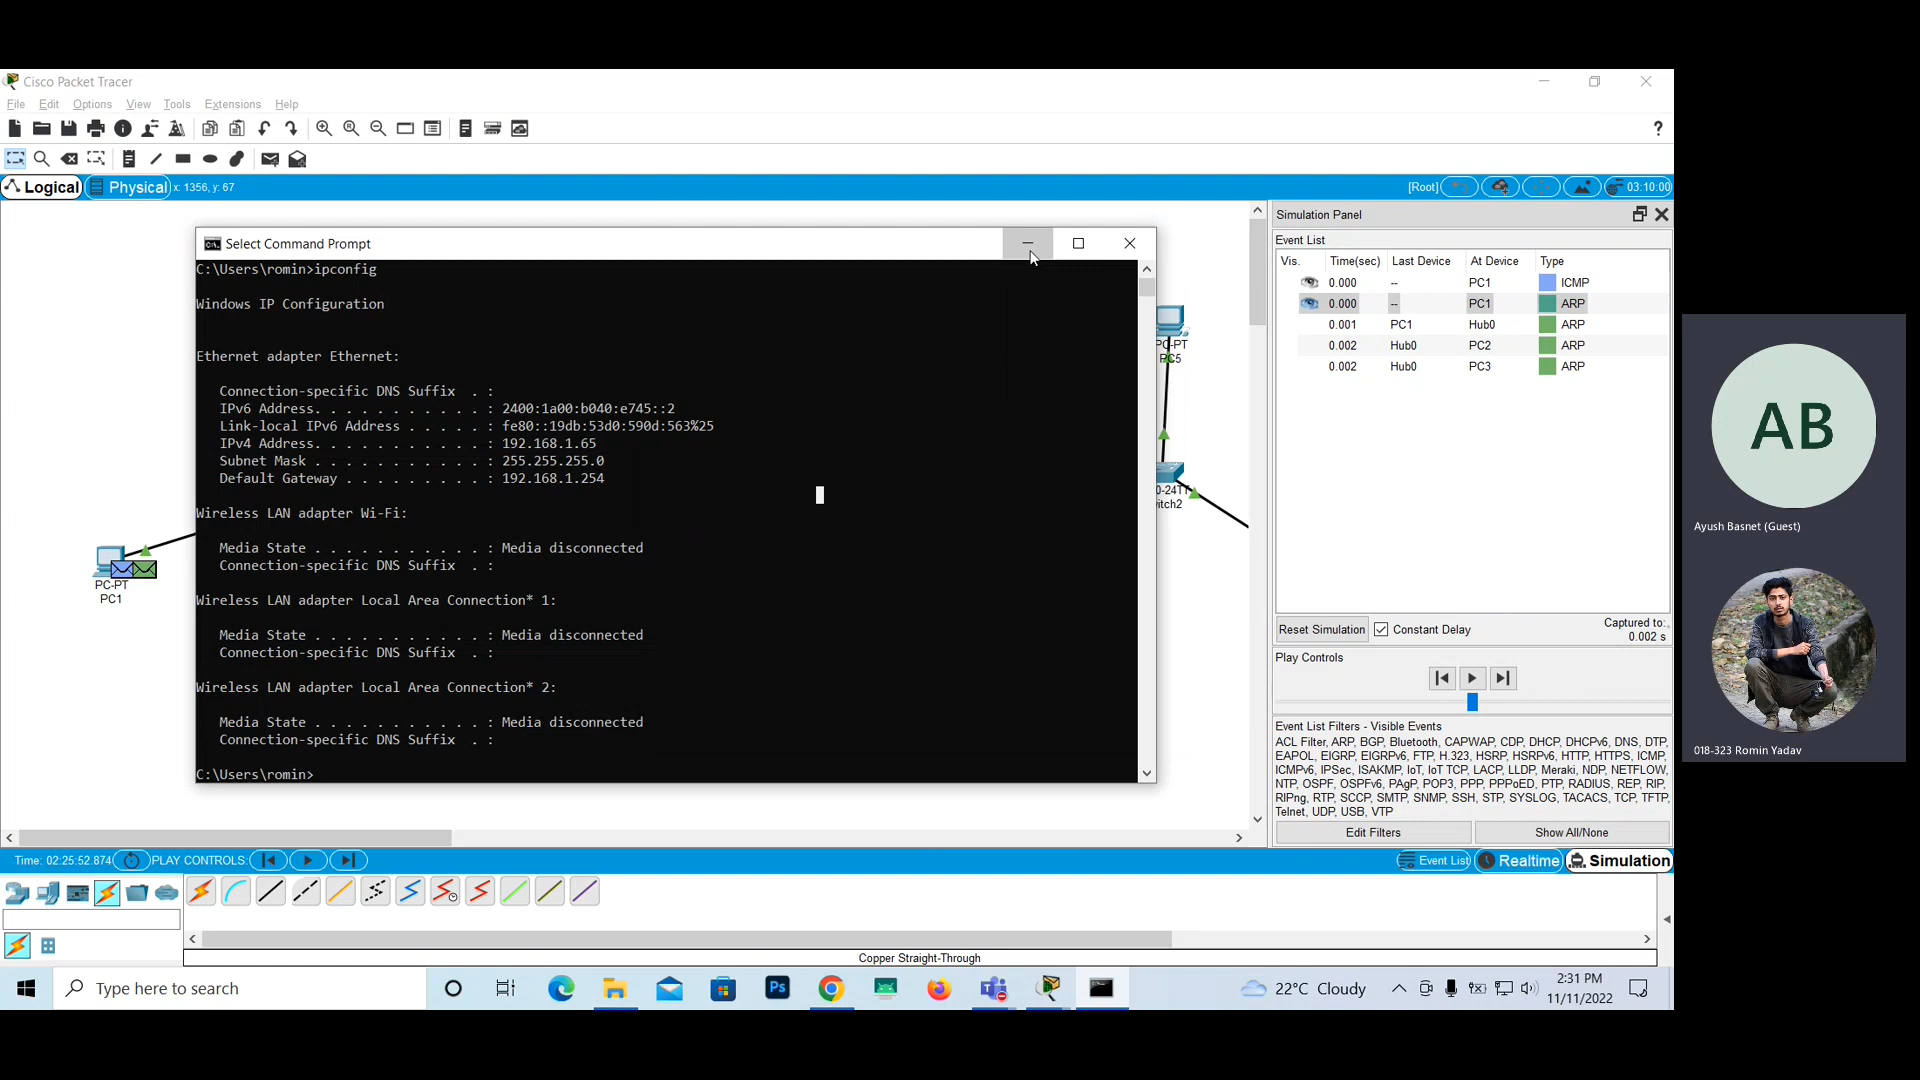 Cisco Packet Tracer
File Edit Options View Tools Extensions Help
?
Logical Physical x: 1356, y: 67
[Root] 03:10:00
Select Command Prompt
C:\Users\romin>ipconfig
Windows IP Configuration
Ethernet adapter Ethernet:
Connection-specific DNS Suffix . :
IPv6 Address. . . . . . . . . . . : 2400:1a00:b040:e745::2
Link-local IPv6 Address . . . . . : fe80::19db:53d0:590d:563%25
IPv4 Address. . . . . . . . . . . : 192.168.1.65
Subnet Mask . . . . . . . . . . . : 255.255.255.0
Default Gateway . . . . . . . . . : 192.168.1.254
Wireless LAN adapter Wi-Fi:
Media State . . . . . . . . . . . : Media disconnected
Connection-specific DNS Suffix . :
Wireless LAN adapter Local Area Connection* 1:
Media State . . . . . . . . . . . : Media disconnected
Connection-specific DNS Suffix . :
Wireless LAN adapter Local Area Connection* 2:
Media State . . . . . . . . . . . : Media disconnected
Connection-specific DNS Suffix . :
C:\Users\romin>
PC-PT
PC1
PC-PT
PC5
0-24TT
itch2
Simulation Panel
Event List
Vis. Time(sec) Last Device At Device Type
0.000 -- PC1 ICMP
0.000 -- PC1 ARP
0.001 PC1 Hub0 ARP
0.002 Hub0 PC2 ARP
0.002 Hub0 PC3 ARP
Reset Simulation Constant Delay Captured to:
0.002 s
Play Controls
Event List Filters - Visible Events
ACL Filter, ARP, BGP, Bluetooth, CAPWAP, CDP, DHCP, DHCPv6, DNS, DTP,
EAPOL, EIGRP, EIGRPv6, FTP, H.323, HSRP, HSRPv6, HTTP, HTTPS, ICMP,
ICMPv6, IPSec, ISAKMP, IoT, IoT TCP, LACP, LLDP, Meraki, NDP, NETFLOW,
NTP, OSPF, OSPFv6, PAgP, POP3, PPP, PPPoED, PTP, RADIUS, REP, RIP,
RIPng, RTP, SCCP, SMTP, SNMP, SSH, STP, SYSLOG, TACACS, TCP, TFTP,
Telnet, UDP, USB, VTP
Edit Filters Show All/None
Time: 02:25:52.874 PLAY CONTROLS: Event List Realtime Simulation
Copper Straight-Through
Type here to search
Ps
22°C Cloudy
2:31 PM
11/11/2022
AB
Ayush Basnet (Guest)
018-323 Romin Yadav